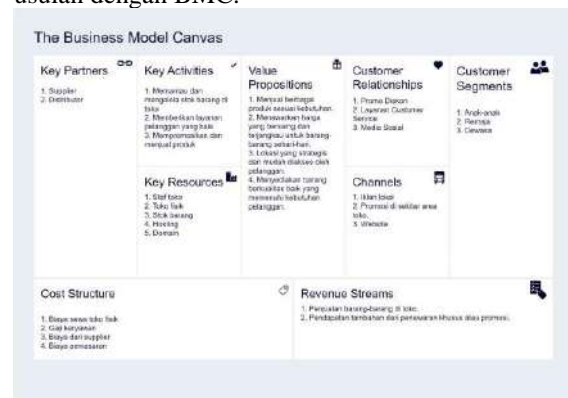 usulan dengan BMC.
The Business Model Canvas
Key Partners
1. Supplier
2. Distributor
Key Activities
1. Memantau dan
mengelola stok barang di
toko
2. Memberikan layanan
pelanggan yang baik
3. Mempromosikan dan
menjual produk
Key Resources
1. Staf toko
2. Toko fisik
3. Stok barang
4. Hosting
5. Domain
Value
Propositions
1. Menjual berbagai
produk sesuai kebutuhan.
2. Menawarkan harga
yang bersaing dan
terjangkau untuk barang-
barang sehari-hari.
3. Lokasi yang strategis
dan mudah diakses oleh
pelanggan.
4. Menyediakan barang
berkualitas baik yang
memenuhi kebutuhan
pelanggan.
Customer
Relationships
1. Promo Diskon
2. Layanan Customer
Service
3. Media Sosial
Channels
1. Iklan lokal
2. Promosi di sekitar area
toko.
3. Website
Customer
Segments
1. Anak-anak
2. Remaja
3. Dewasa
Cost Structure
1. Biaya sewa toko fisik
2. Gaji karyawan
3. Biaya dari supplier
4. Biaya pemasaran
Revenue Streams
1. Penjualan barang-barang di toko.
2. Pendapatan tambahan dari penawaran khusus atau promosi.